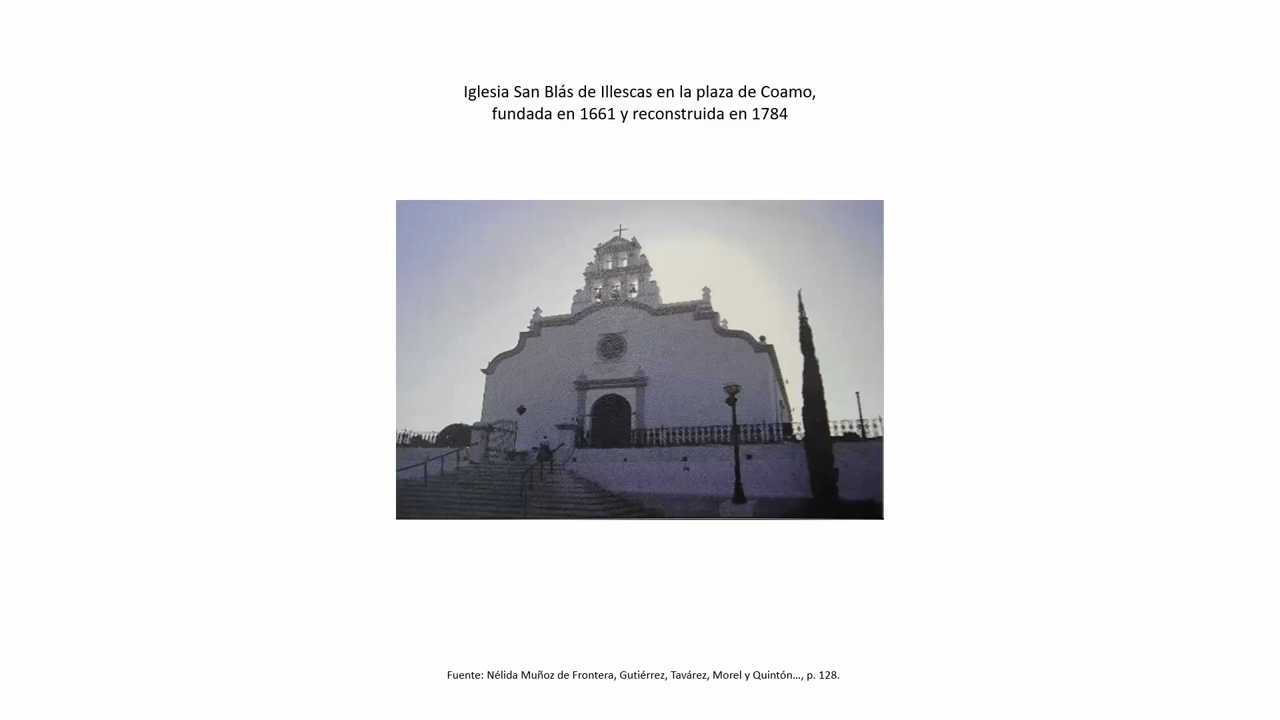 Iglesia San Blás de Illescas en la plaza de Coamo,
fundada en 1661 y reconstruida en 1784
Fuente: Nélida Muñoz de Frontera, Gutiérrez, Tavárez, Morel y Quintón…, p. 128.